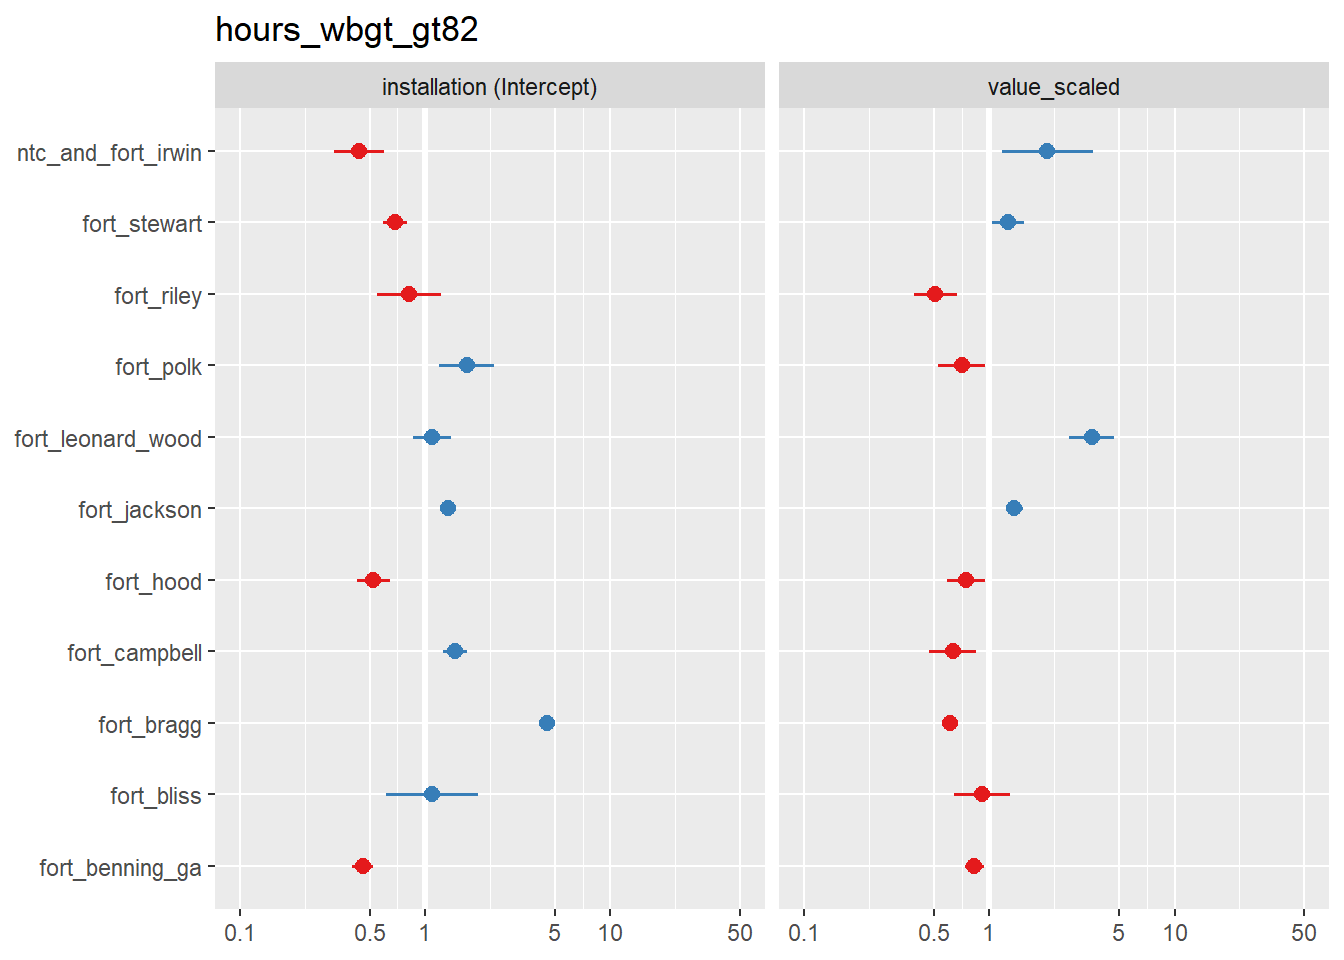 hours_wbgt_gt82
installation (Intercept)
value_scaled
ntc_and_fort_irwin
fort_stewart
fort_riley
fort_polk
fort_leonard_wood
fort_jackson
fort_hood
fort_campbell
fort_bragg
fort_bliss
fort_benning_ga
0.1 0.5 1 5 10 50
0.1 0.5 1 5 10 50